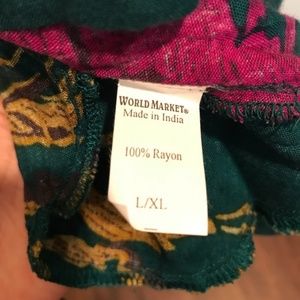 WORLD MARKET®
Made in India
100% Rayon
L/XL